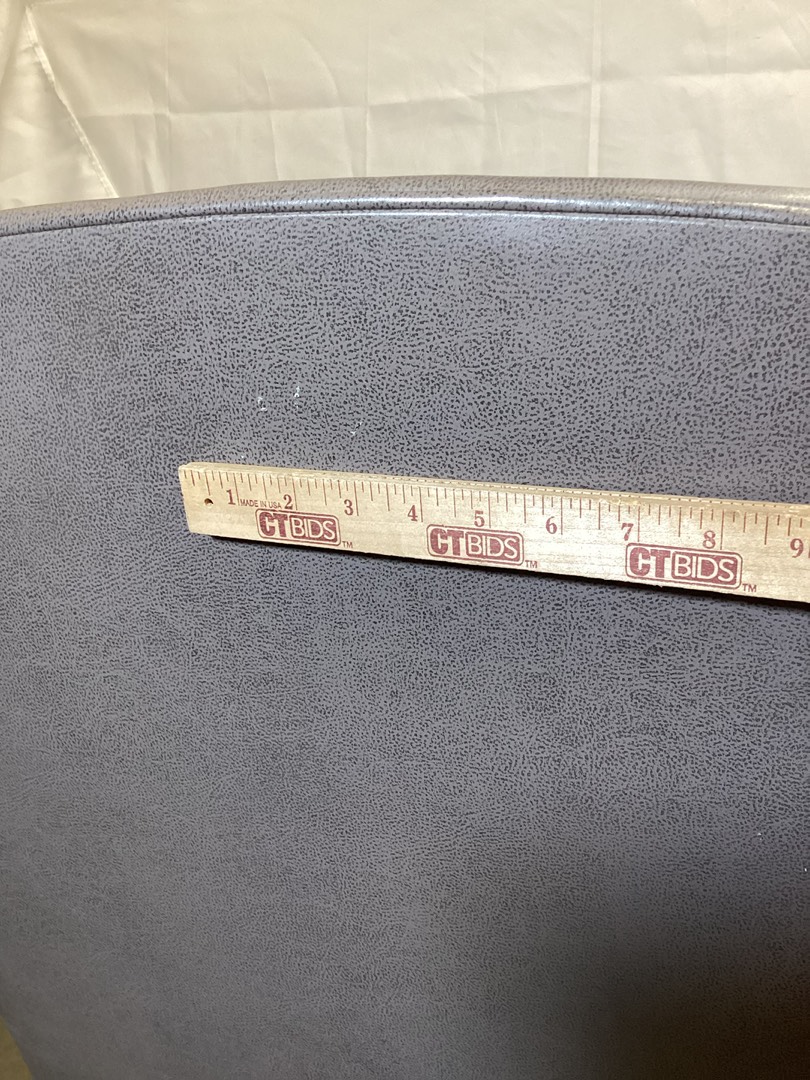 1 MADE IN USA 2 3 4 5 6 7 8 9
CTBIDS™ CTBIDS™ CTBIDS™